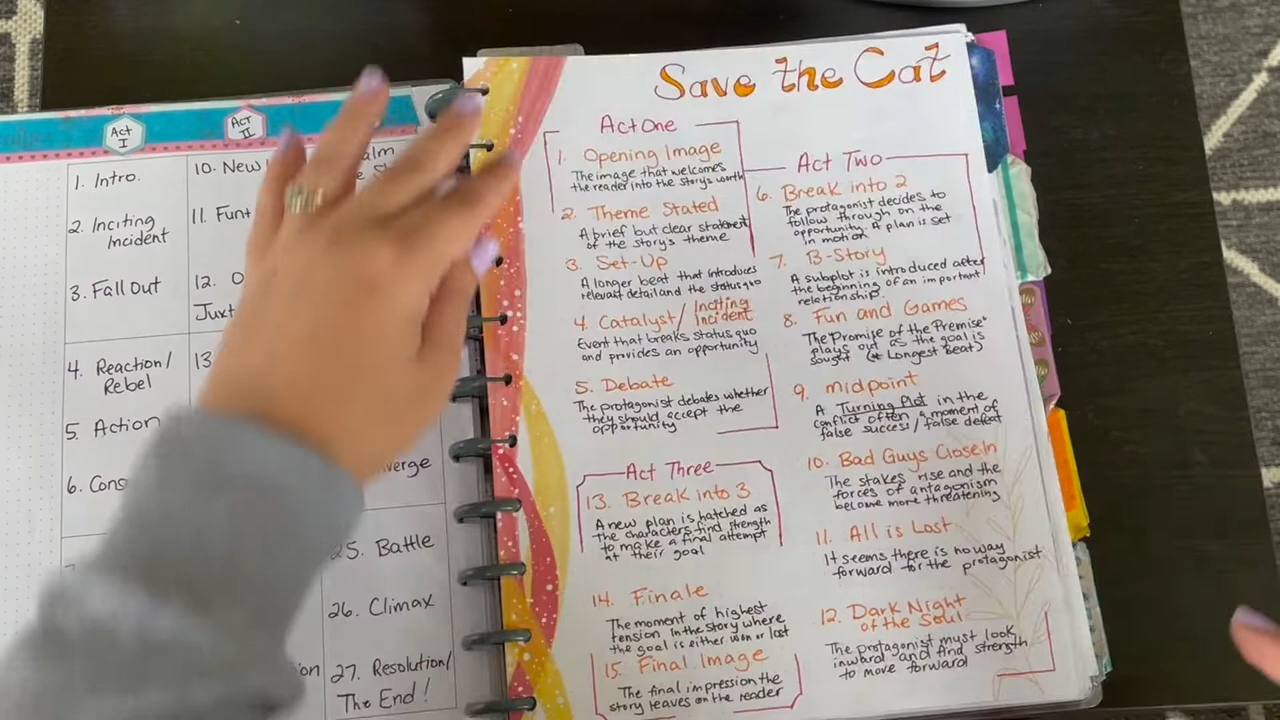 Act
I
Act
II
1. Intro.
2. Inciting
Incident
3. Fall Out
4. Reaction/
Rebel
5. Action
6. Cons
10. New
11. Fun
12.
Juxt
13
25. Battle
26. Climax
27. Resolution/
The End!
Save the Cat
Act One
1. Opening Image
The image that welcomes
the reader into the story's world
2. Theme Stated
A brief but clear statement
of the story's theme
3. Set-Up
A longer beat that introduces
relevant detail and the status quo
4. Catalyst/ Inciting
Incident
Event that breaks status quo
and provides an opportunity
5. Debate
The protagonist debates whether
they should accept the
opportunity
Act Two
6. Break into 2
The protagonist decides to
follow through on the
opportunity. A plan is set
in motion
7. B-Story
A subplot is introduced after
the beginning of an important
relationship.
8. Fun and Games
The "Promise of the Premise"
plays out as the goal is
sought (* Longest Beat)
9. midpoint
A Turning Plot in the
conflict often a moment of
false success/ false defeat
10. Bad Guys Close In
The stakes rise and the
forces of antagonism
become more threatening
11. All is Lost
It seems there is no way
forward for the protagonist
12. Dark Night
of the Soul
The protagonist must look
inward and find strength
to move forward
Act Three
13. Break into 3
A new plan is hatched as
the characters find strength
to make a final attempt
at their goal
14. Finale
The moment of highest
tension in the story where
the goal is either won or lost
15. Final Image
The final impression the
story leaves on the reader